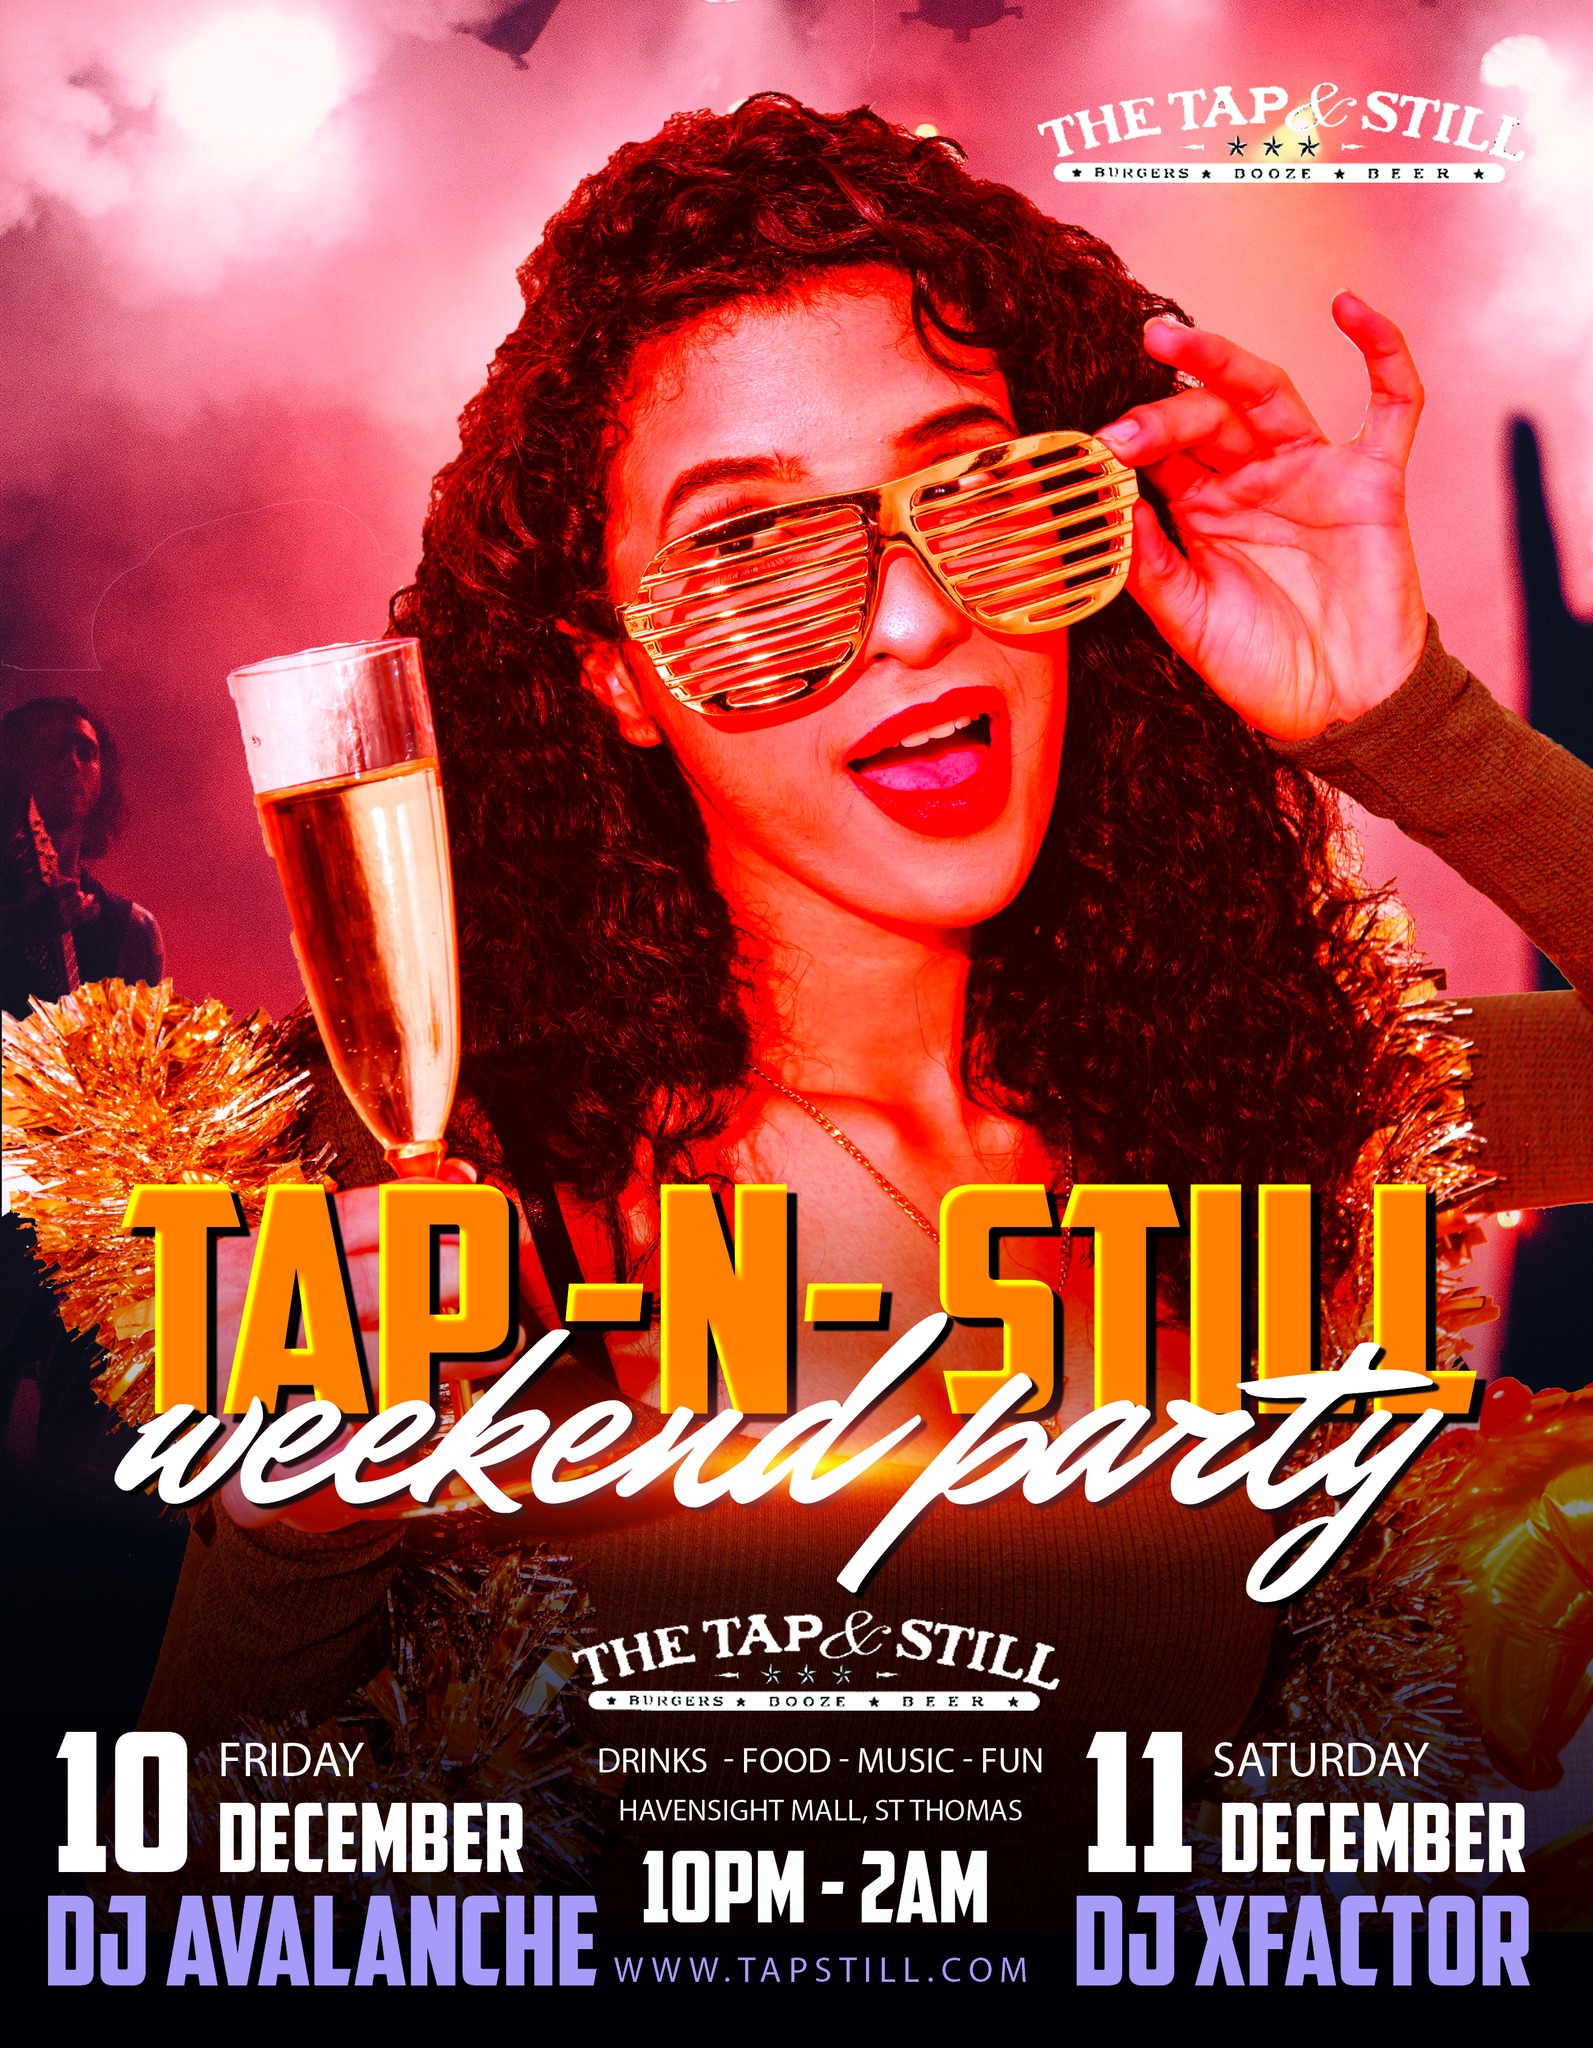 THE TAP & STILL
BURGERS ★ BOOZE ★ BEER
TAP -N- STILL
weekend party
THE TAP & STILL
BURGERS ★ BOOZE ★ BEER
10 FRIDAY
DECEMBER
DJ AVALANCHE
DRINKS - FOOD - MUSIC - FUN
HAVENSIGHT MALL, ST THOMAS
10PM - 2AM
WWW.TAPSTILL.COM
11 SATURDAY
DECEMBER
DJ XFACTOR